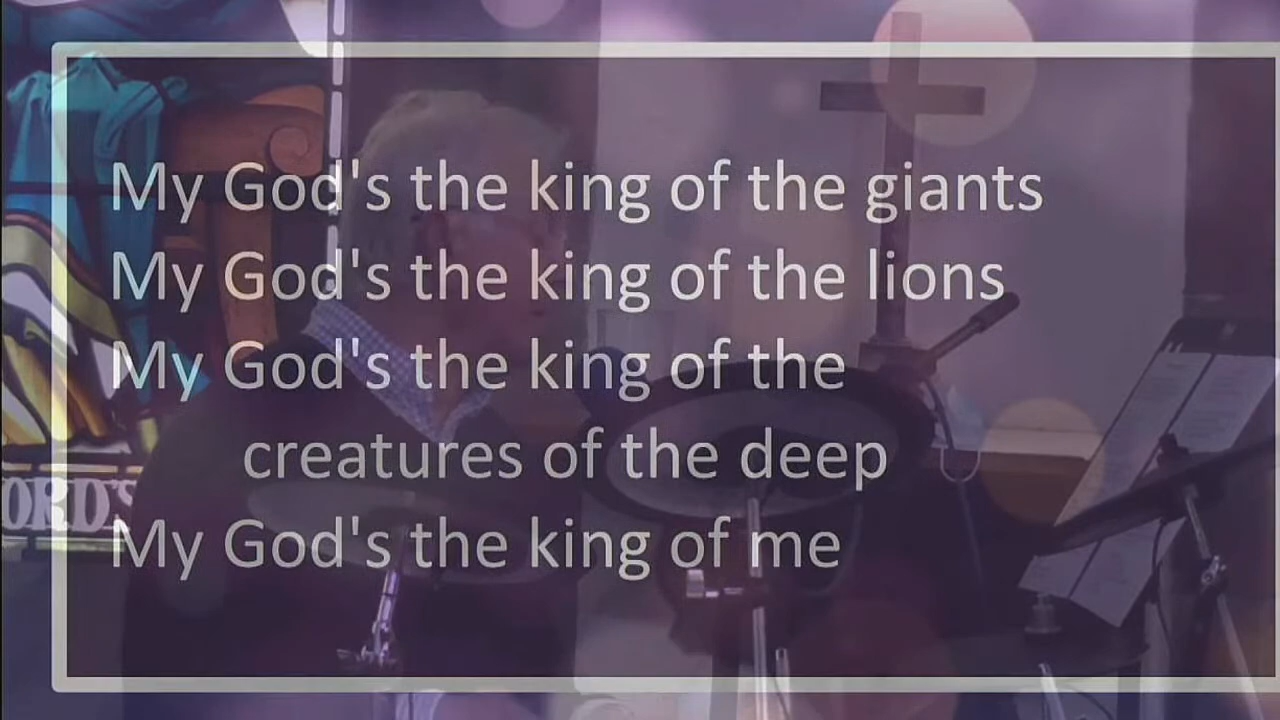 My God's the king of the giants
My God's the king of the lions
My God's the king of the
creatures of the deep
My God's the king of me
ORD'S